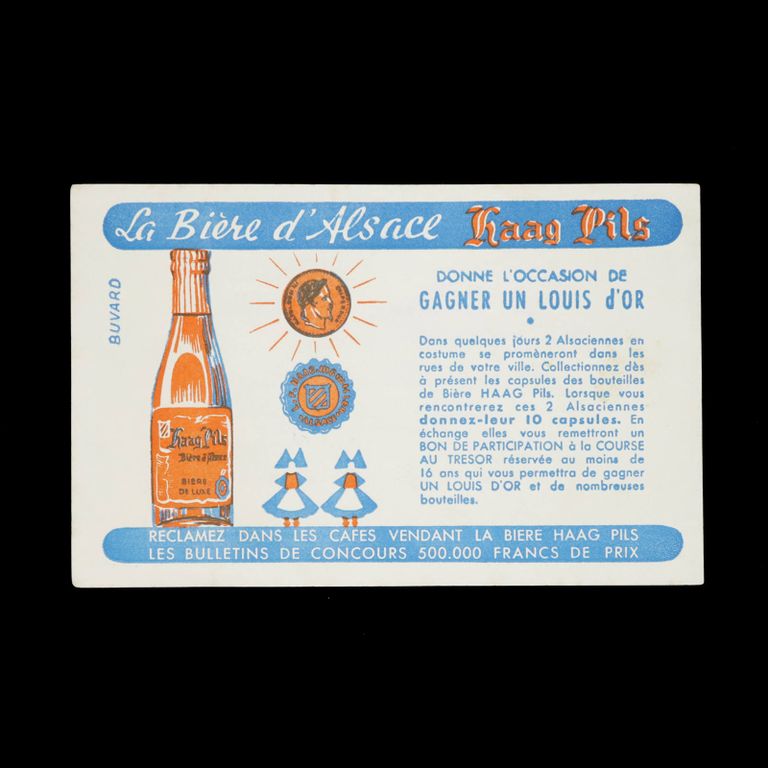 La Bière d'Alsace Haag Pils
BUVARD
DONNE L'OCCASION DE
GAGNER UN LOUIS d'OR
Dans quelques jours 2 Alsaciennes en
costume se promèneront dans les
rues de votre ville. Collectionnez dès
à présent les capsules des bouteilles
de Bière HAAG Pils. Lorsque vous
rencontrerez ces 2 Alsaciennes
donnez-leur 10 capsules. En
échange elles vous remettront un
BON DE PARTICIPATION à la COURSE
AU TRESOR réservée au moins de
16 ans qui vous permettra de gagner
UN LOUIS D'OR et de nombreuses
bouteilles.
Haag Pils
Bière d'Alsace
BIERE
DE LUXE
RECLAMEZ DANS LES CAFES VENDANT LA BIERE HAAG PILS
LES BULLETINS DE CONCOURS 500.000 FRANCS DE PRIX